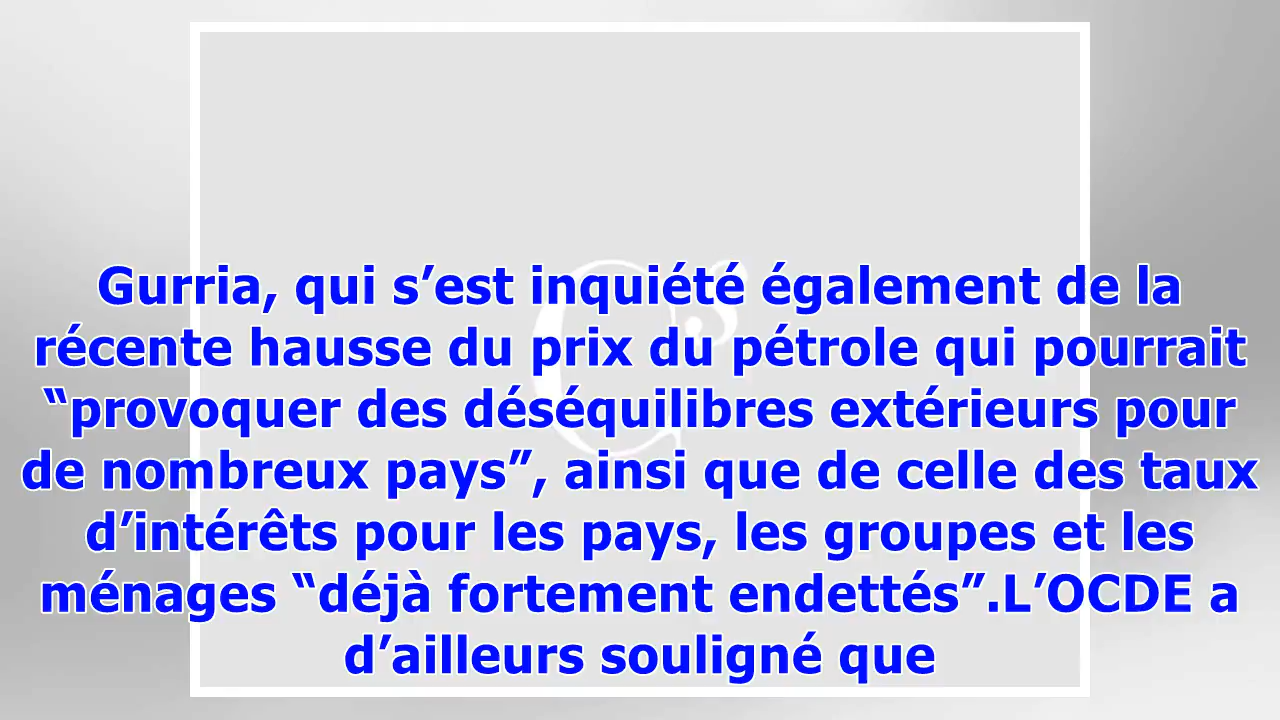 Gurria, qui s’est inquiété également de la
récente hausse du prix du pétrole qui pourrait
“provoquer des déséquilibres extérieurs pour
de nombreux pays”, ainsi que de celle des taux
d’intérêts pour les pays, les groupes et les
ménages “déjà fortement endettés”.L’OCDE a
d’ailleurs souligné que